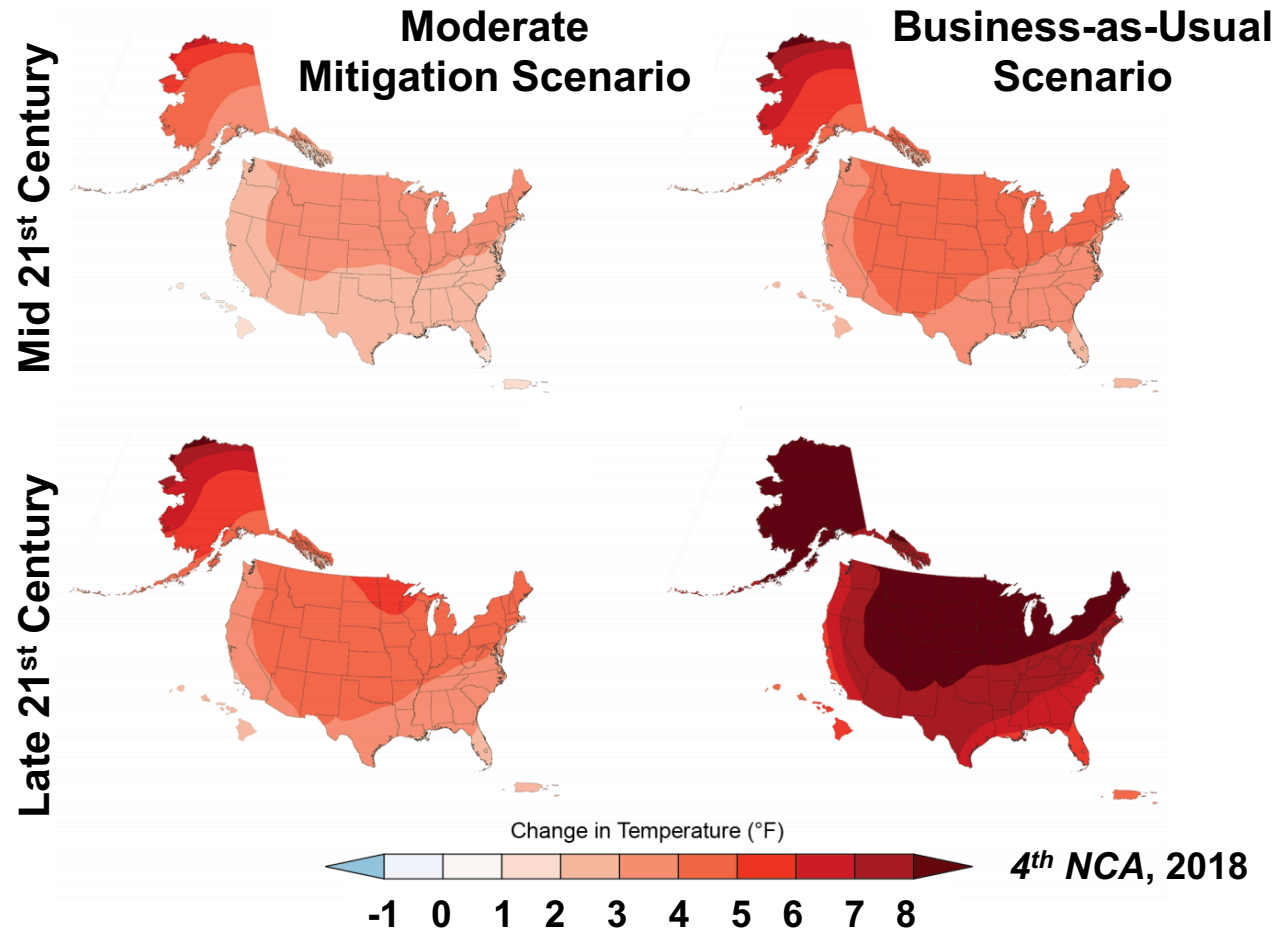 Moderate
Mitigation Scenario
Business-as-Usual
Scenario
Mid 21st Century
Late 21st Century
Change in Temperature (°F)
-1 0 1 2 3 4 5 6 7 8
4th NCA, 2018